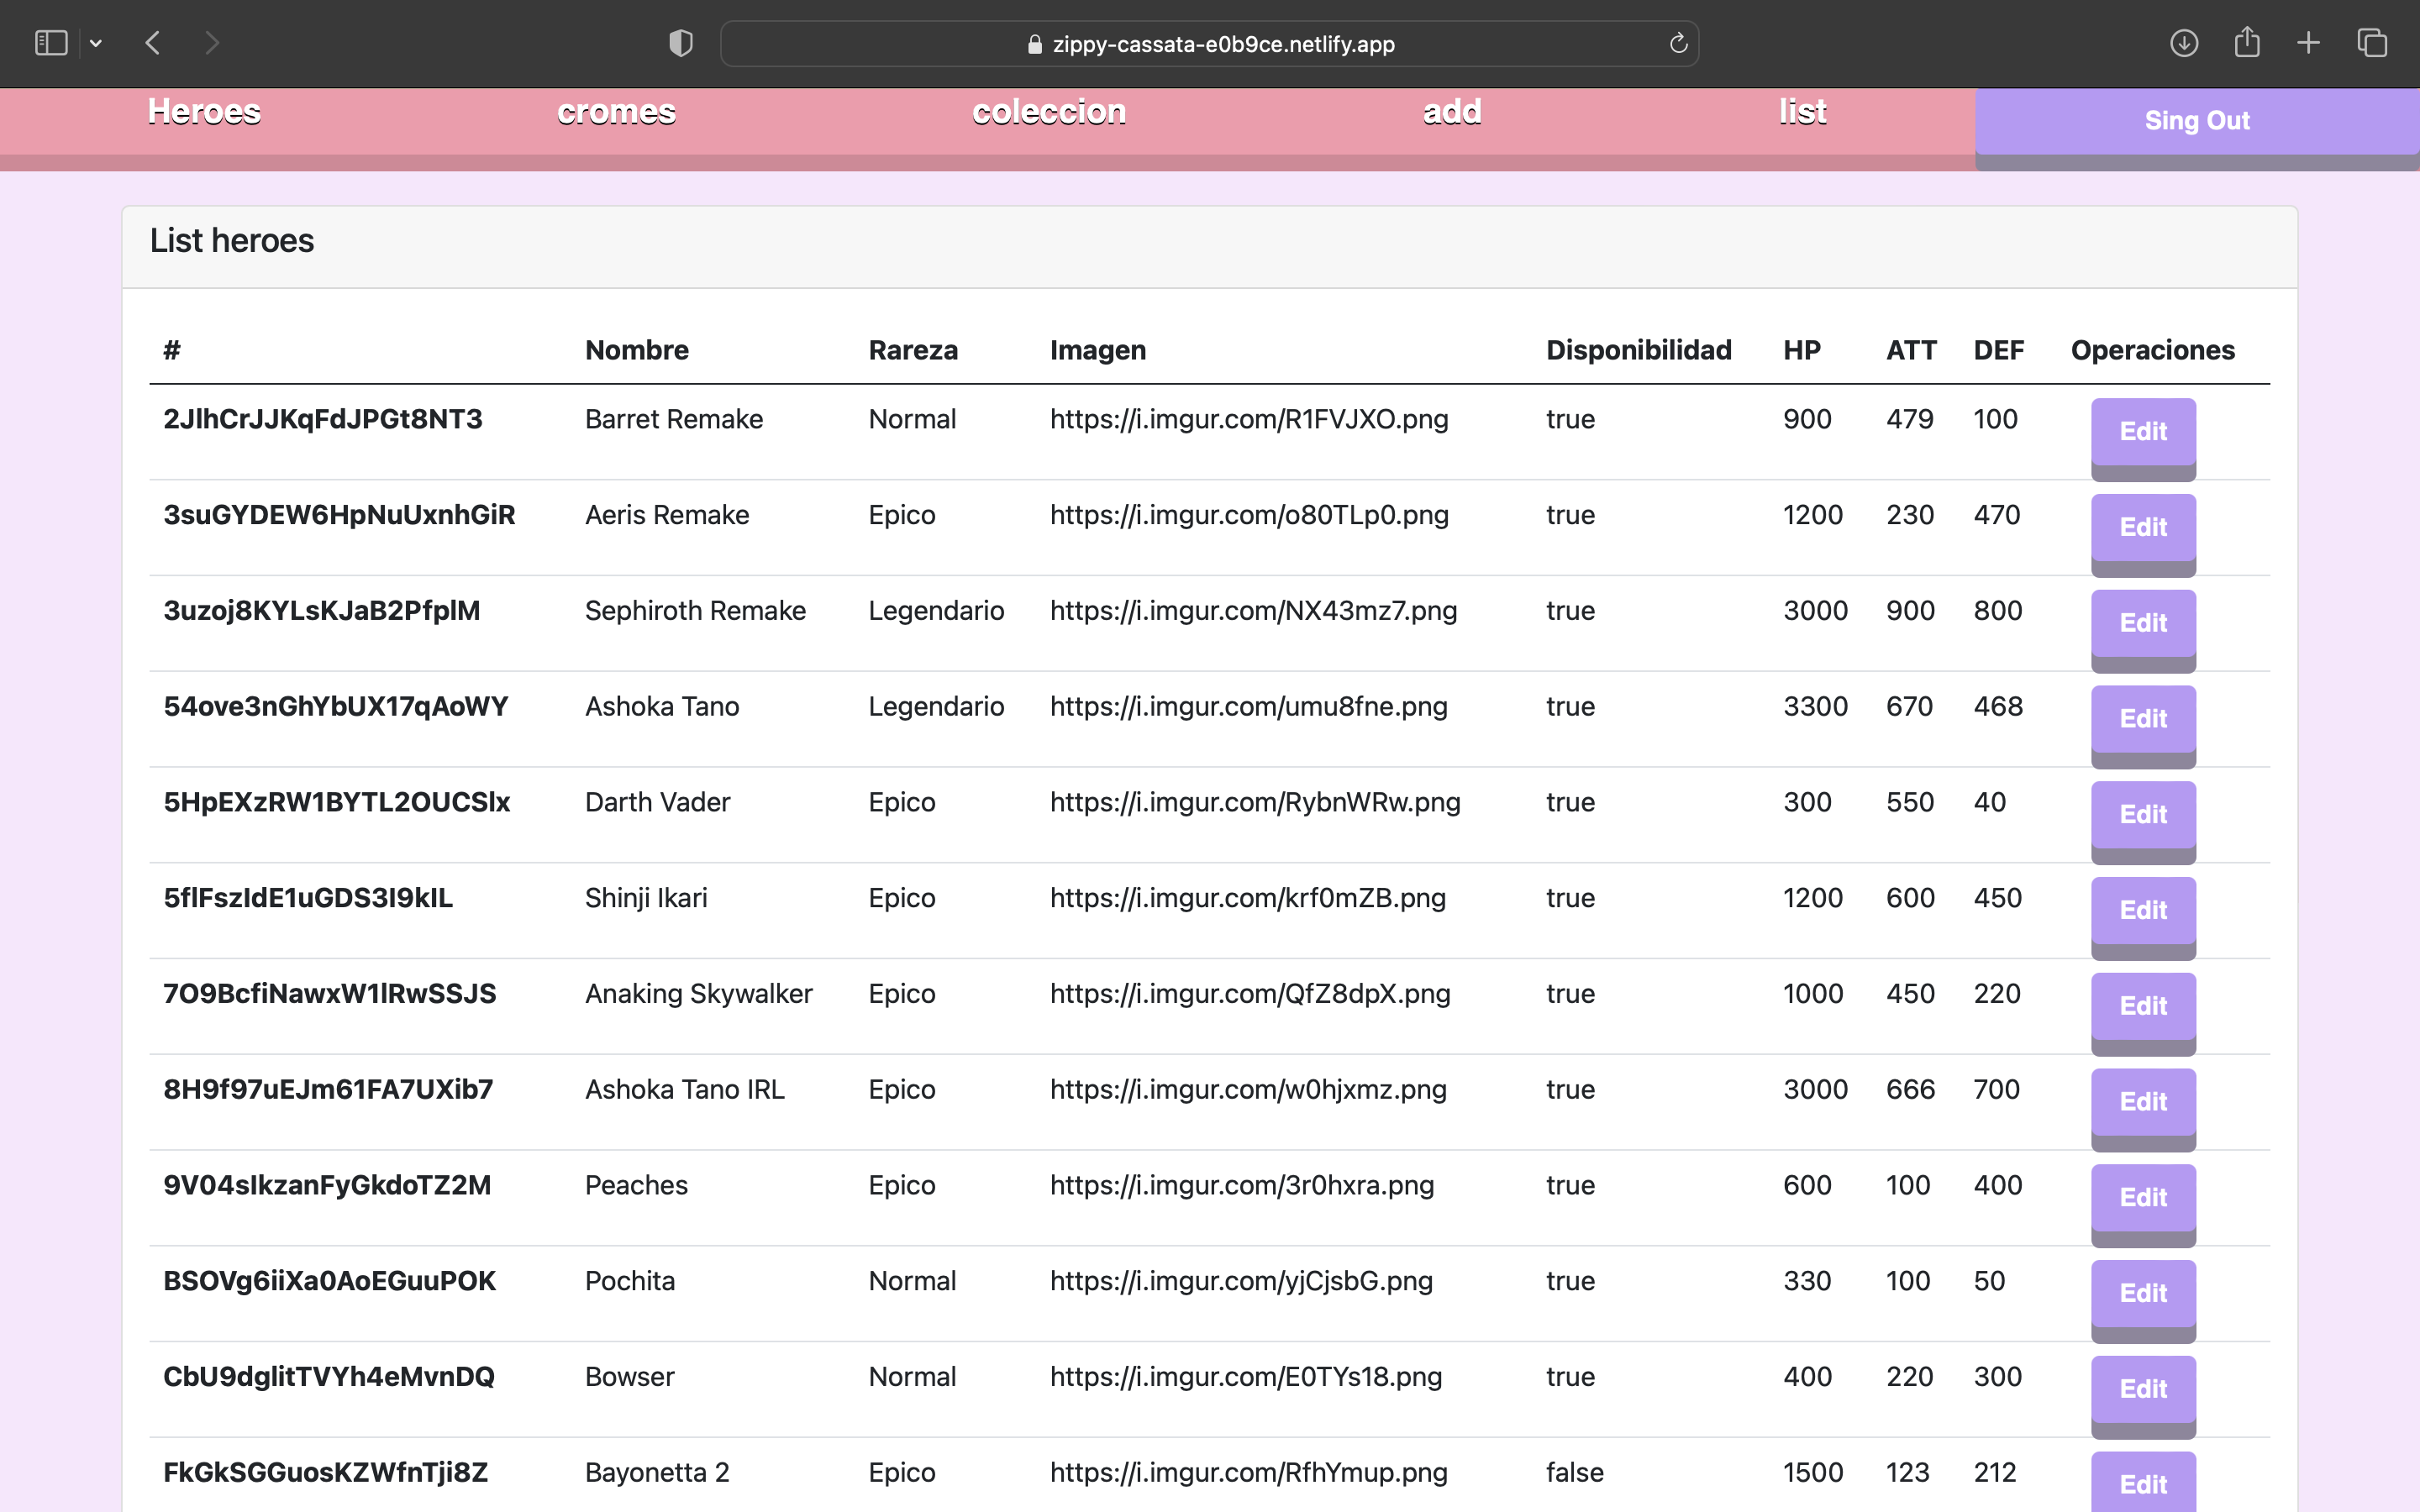 zippy-cassata-e0b9ce.netlify.app
Heroes cromes coleccion add list Sing Out
List heroes
# Nombre Rareza Imagen Disponibilidad HP ATT DEF Operaciones
2JlhCrJJKqFdJPGt8NT3 Barret Remake Normal https://i.imgur.com/R1FVJXO.png true 900 479 100 Edit
3suGYDEW6HpNuUxnhGiR Aeris Remake Epico https://i.imgur.com/o80TLp0.png true 1200 230 470 Edit
3uzoj8KYLsKJaB2PfplM Sephiroth Remake Legendario https://i.imgur.com/NX43mz7.png true 3000 900 800 Edit
54ove3nGhYbUX17qAoWY Ashoka Tano Legendario https://i.imgur.com/umu8fne.png true 3300 670 468 Edit
5HpEXzRW1BYTL2OUCSlx Darth Vader Epico https://i.imgur.com/RybnWRw.png true 300 550 40 Edit
5flFszIdE1uGDS3I9kIL Shinji Ikari Epico https://i.imgur.com/krf0mZB.png true 1200 600 450 Edit
7O9BcfiNawxW1lRwSSJS Anaking Skywalker Epico https://i.imgur.com/QfZ8dpX.png true 1000 450 220 Edit
8H9f97uEJm61FA7UXib7 Ashoka Tano IRL Epico https://i.imgur.com/w0hjxmz.png true 3000 666 700 Edit
9V04slkzanFyGkdoTZ2M Peaches Epico https://i.imgur.com/3r0hxra.png true 600 100 400 Edit
BSOVg6iiXa0AoEGuuPOK Pochita Normal https://i.imgur.com/yjCjsbG.png true 330 100 50 Edit
CbU9dglitTVYh4eMvnDQ Bowser Normal https://i.imgur.com/E0TYs18.png true 400 220 300 Edit
FkGkSGGuosKZWfnTji8Z Bayonetta 2 Epico https://i.imgur.com/RfhYmup.png false 1500 123 212 Edit